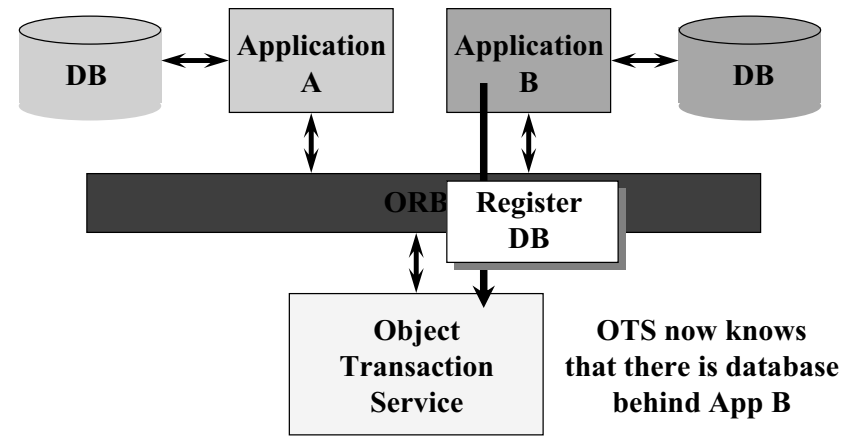 DB
Application
A
Application
B
DB
ORB
Register
DB
Object
Transaction
Service
OTS now knows
that there is database
behind App B